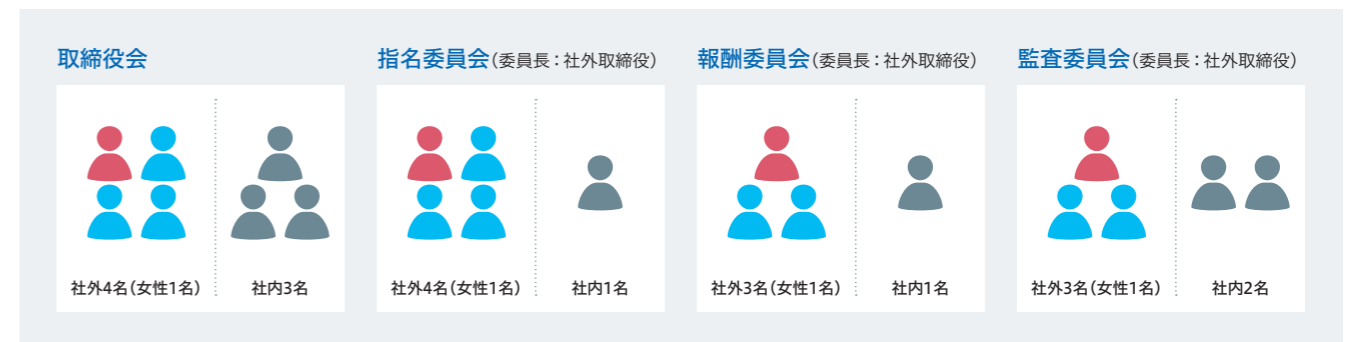 取締役会
社外4名(女性1名)
社内3名
指名委員会(委員長：社外取締役)
社外4名(女性1名)
社内1名
報酬委員会(委員長：社外取締役)
社外3名(女性1名)
社内1名
監査委員会(委員長：社外取締役)
社外3名(女性1名)
社内2名